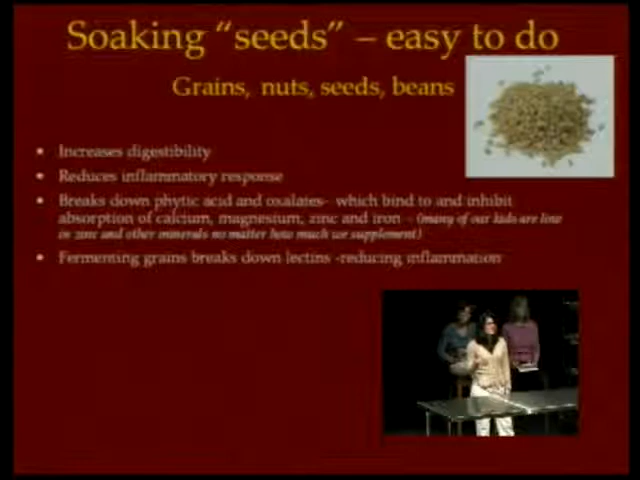 Soaking “seeds” – easy to do
Grains, nuts, seeds, beans
• Increases digestibility
• Reduces inflammatory response
• Breaks down phytic acid and oxalates- which bind to and inhibit
absorption of calcium, magnesium, zinc and iron - (many of our kids are low
in zinc and other minerals no matter how much we supplement)
• Fermenting grains breaks down lectins -reducing inflammation